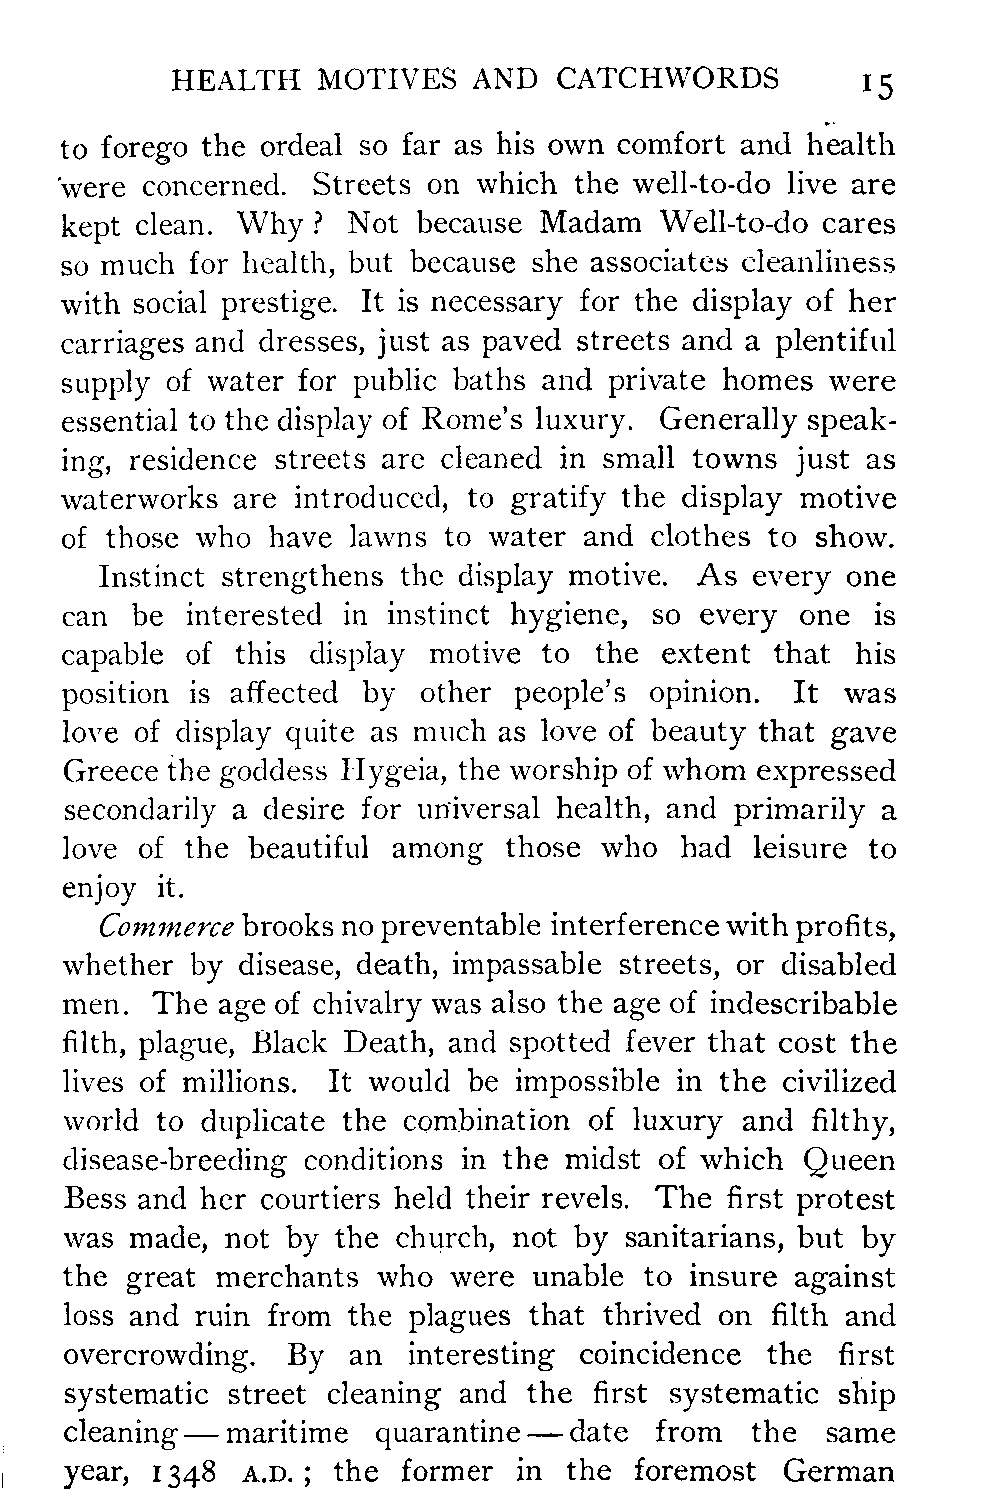 HEALTH MOTIVES AND CATCHWORDS 15
to forego the ordeal so far as his own comfort and health
were concerned. Streets on which the well-to-do live are
kept clean. Why? Not because Madam Well-to-do cares
so much for health, but because she associates cleanliness
with social prestige. It is necessary for the display of her
carriages and dresses, just as paved streets and a plentiful
supply of water for public baths and private homes were
essential to the display of Rome's luxury. Generally speak-
ing, residence streets are cleaned in small towns just as
waterworks are introduced, to gratify the display motive
of those who have lawns to water and clothes to show.
Instinct strengthens the display motive. As every one
can be interested in instinct hygiene, so every one is
capable of this display motive to the extent that his
position is affected by other people's opinion. It was
love of display quite as much as love of beauty that gave
Greece the goddess Hygeia, the worship of whom expressed
secondarily a desire for universal health, and primarily a
love of the beautiful among those who had leisure to
enjoy it.
Commerce brooks no preventable interference with profits,
whether by disease, death, impassable streets, or disabled
men. The age of chivalry was also the age of indescribable
filth, plague, Black Death, and spotted fever that cost the
lives of millions. It would be impossible in the civilized
world to duplicate the combination of luxury and filthy,
disease-breeding conditions in the midst of which Queen
Bess and her courtiers held their revels. The first protest
was made, not by the church, not by sanitarians, but by
the great merchants who were unable to insure against
loss and ruin from the plagues that thrived on filth and
overcrowding. By an interesting coincidence the first
systematic street cleaning and the first systematic ship
cleaning — maritime quarantine — date from the same
year, 1348 A.D.; the former in the foremost German